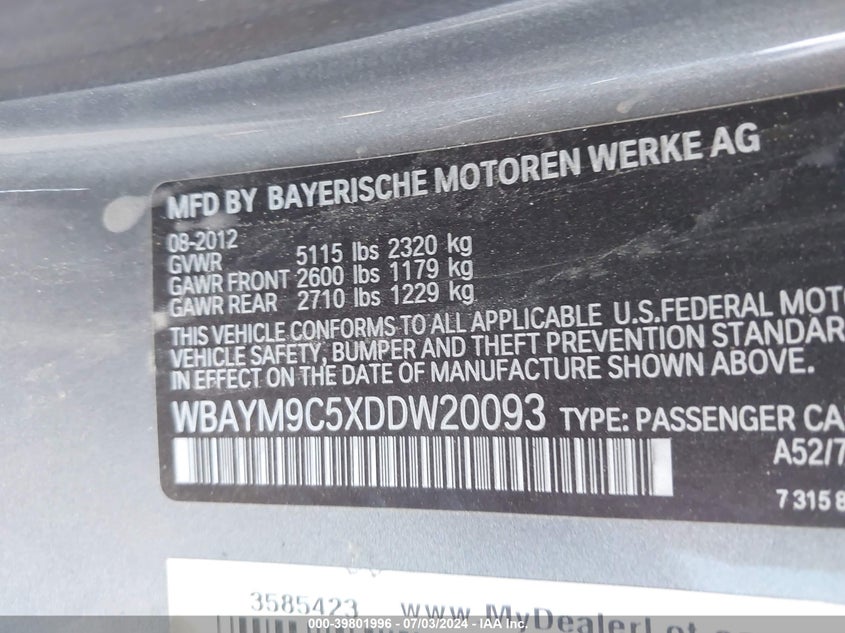 MFD BY BAYERISCHE MOTOREN WERKE AG
08-2012
GVWR 5115 lbs 2320 kg
GAWR FRONT 2600 lbs 1179 kg
GAWR REAR 2710 lbs 1229 kg
THIS VEHICLE CONFORMS TO ALL APPLICABLE U.S.FEDERAL MOTO
VEHICLE SAFETY, BUMPER AND THEFT PREVENTION STANDAR
IN EFFECT ON THE DATE OF MANUFACTURE SHOWN ABOVE.
WBAYM9C5XDDW20093 TYPE: PASSENGER CA
A52/7
7 315 8
3585423 www.MyDealerLot
000-39801996 - 07/03/2024 - IAA Inc.